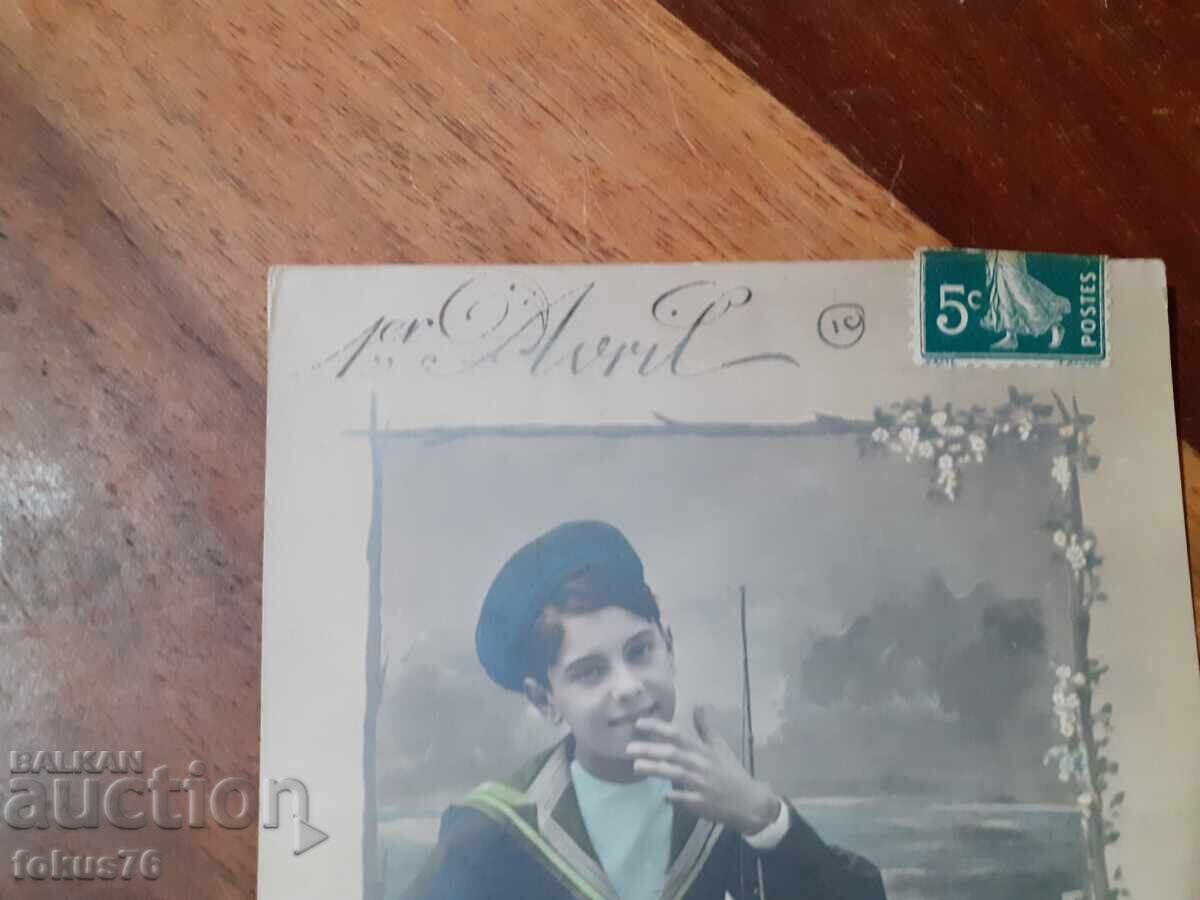 1er Avril
10
5c
POSTES
BALKAN
auction
fokus76